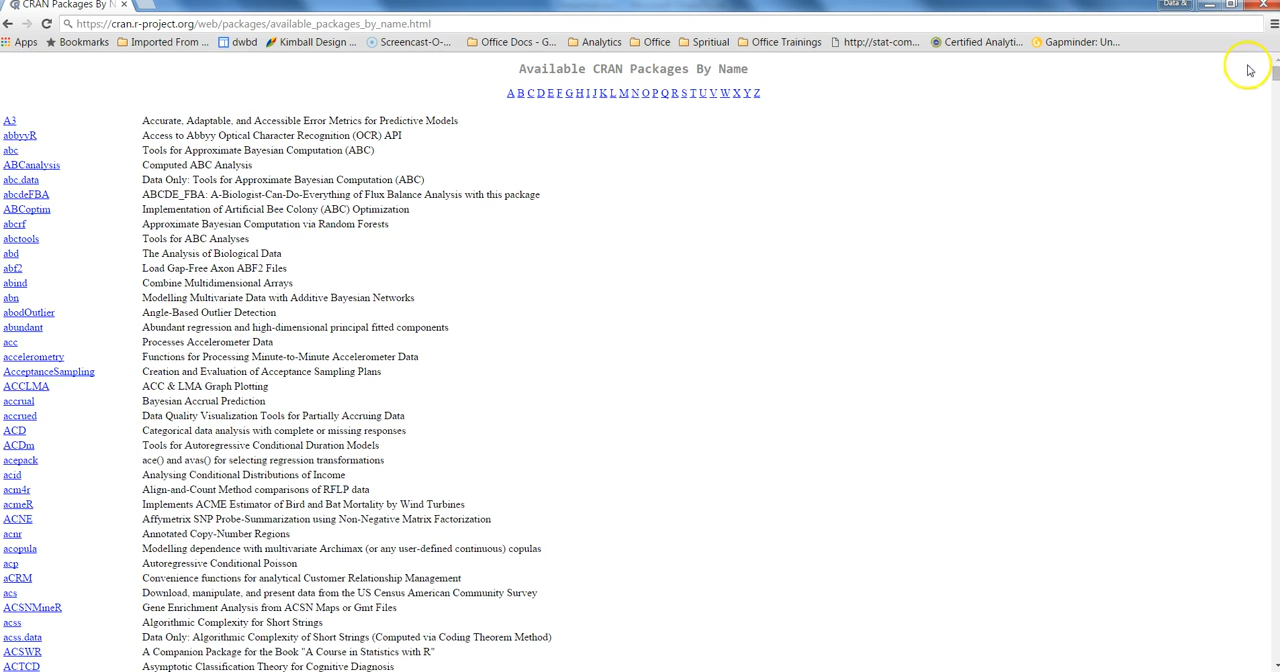 CRAN Packages By N
Data &
https://cran.r-project.org/web/packages/available_packages_by_name.html
Apps Bookmarks Imported From ... dwbd Kimball Design ... Screencast-O-... Office Docs - G... Analytics Office Spritiual Office Trainings http://stat-com... Certified Analyti... Gapminder: Un...
Available CRAN Packages By Name
A B C D E F G H I J K L M N O P Q R S T U V W X Y Z
A3 Accurate, Adaptable, and Accessible Error Metrics for Predictive Models
abbyyR Access to Abbyy Optical Character Recognition (OCR) API
abc Tools for Approximate Bayesian Computation (ABC)
ABCanalysis Computed ABC Analysis
abc.data Data Only: Tools for Approximate Bayesian Computation (ABC)
abcdeFBA ABCDE_FBA: A-Biologist-Can-Do-Everything of Flux Balance Analysis with this package
ABCoptim Implementation of Artificial Bee Colony (ABC) Optimization
abcrf Approximate Bayesian Computation via Random Forests
abctools Tools for ABC Analyses
abd The Analysis of Biological Data
abf2 Load Gap-Free Axon ABF2 Files
abind Combine Multidimensional Arrays
abn Modelling Multivariate Data with Additive Bayesian Networks
abodOutlier Angle-Based Outlier Detection
abundant Abundant regression and high-dimensional principal fitted components
acc Processes Accelerometer Data
accelerometry Functions for Processing Minute-to-Minute Accelerometer Data
AcceptanceSampling Creation and Evaluation of Acceptance Sampling Plans
ACCLMA ACC & LMA Graph Plotting
accrual Bayesian Accrual Prediction
accrued Data Quality Visualization Tools for Partially Accruing Data
ACD Categorical data analysis with complete or missing responses
ACDm Tools for Autoregressive Conditional Duration Models
acepack ace() and avas() for selecting regression transformations
acid Analysing Conditional Distributions of Income
acm4r Align-and-Count Method comparisons of RFLP data
acmeR Implements ACME Estimator of Bird and Bat Mortality by Wind Turbines
ACNE Affymetrix SNP Probe-Summarization using Non-Negative Matrix Factorization
acnr Annotated Copy-Number Regions
acopula Modelling dependence with multivariate Archimax (or any user-defined continuous) copulas
acp Autoregressive Conditional Poisson
aCRM Convenience functions for analytical Customer Relationship Management
acs Download, manipulate, and present data from the US Census American Community Survey
ACSNMineR Gene Enrichment Analysis from ACSN Maps or Gmt Files
acss Algorithmic Complexity for Short Strings
acss.data Data Only: Algorithmic Complexity of Short Strings (Computed via Coding Theorem Method)
ACSWR A Companion Package for the Book "A Course in Statistics with R"
ACTCD Asymptotic Classification Theory for Cognitive Diagnosis